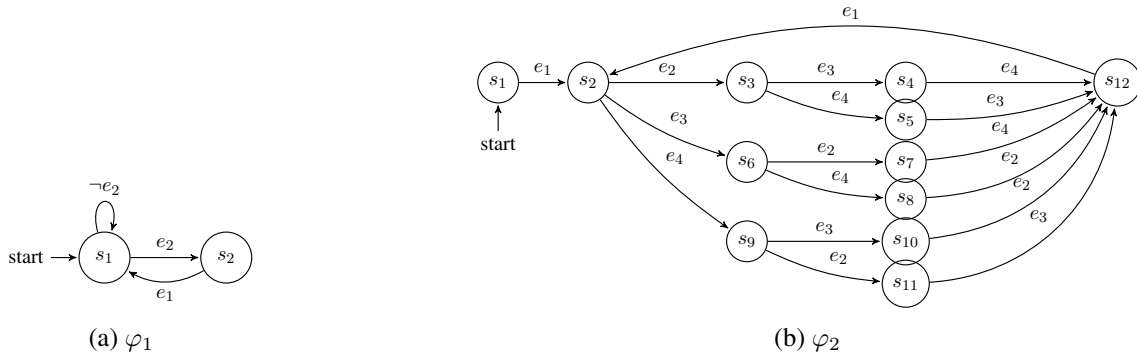 e₁
s₁ e₁ s₂ e₂ s₃ e₃ s₄ e₄ s₁₂
e₄ s₅ e₃
start
e₃ e₄
s₆ e₂ s₇
e₄ e₂
e₄ s₈ e₂
¬e₂
s₉ e₃ s₁₀ e₃
start s₁ e₂ s₂
e₂ s₁₁
e₁
(a) φ₁
(b) φ₂